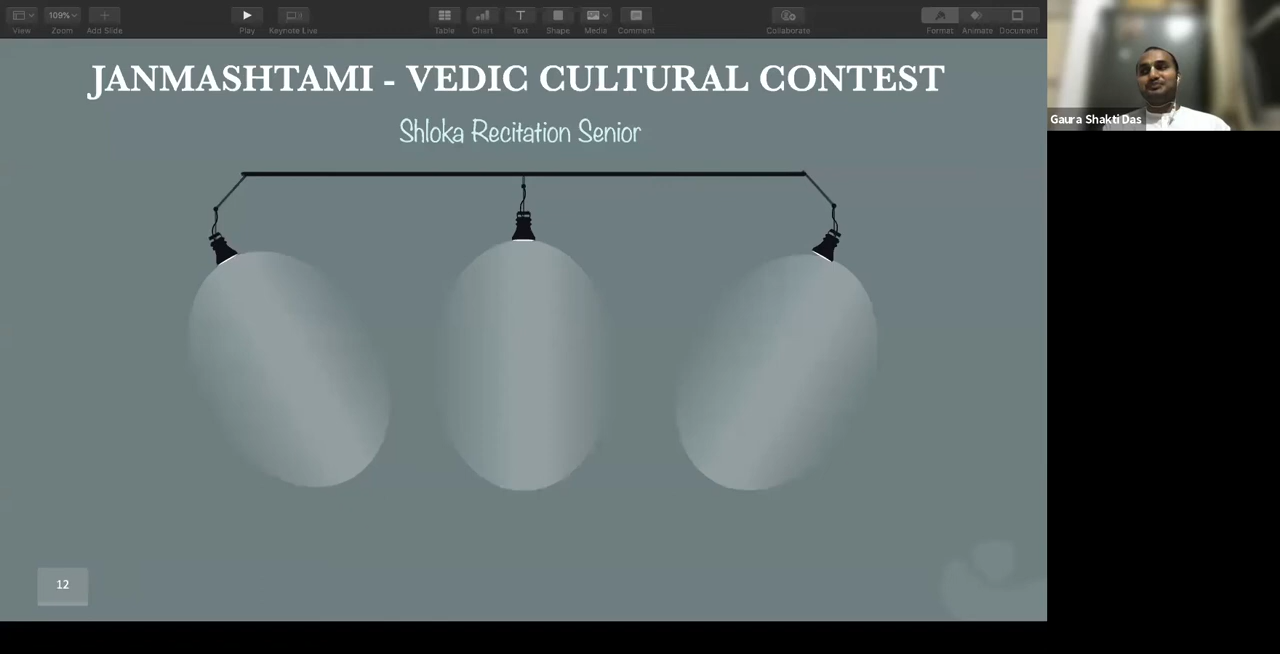 View
109%
Zoom
Add Slide
Play
Keynote Live
Table
Chart
Text
Shape
Media
Comment
Collaborate
Format
Animate
Document
JANMASHTAMI - VEDIC CULTURAL CONTEST
Shloka Recitation Senior
Gaura Shakti Das
12